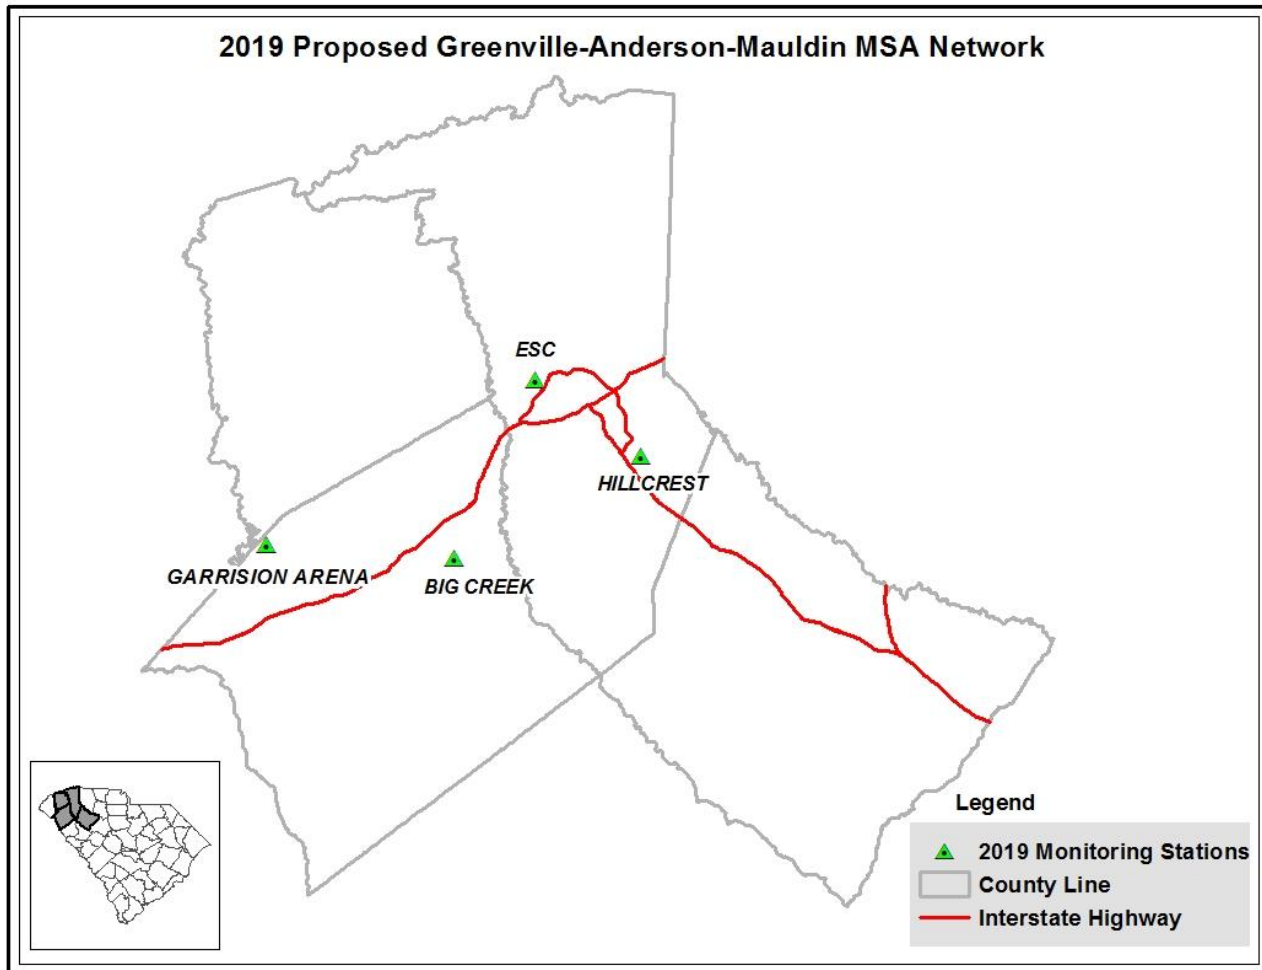 2019 Proposed Greenville-Anderson-Mauldin MSA Network
ESC
HILLCREST
GARRISION ARENA
BIG CREEK
Legend
2019 Monitoring Stations
County Line
Interstate Highway